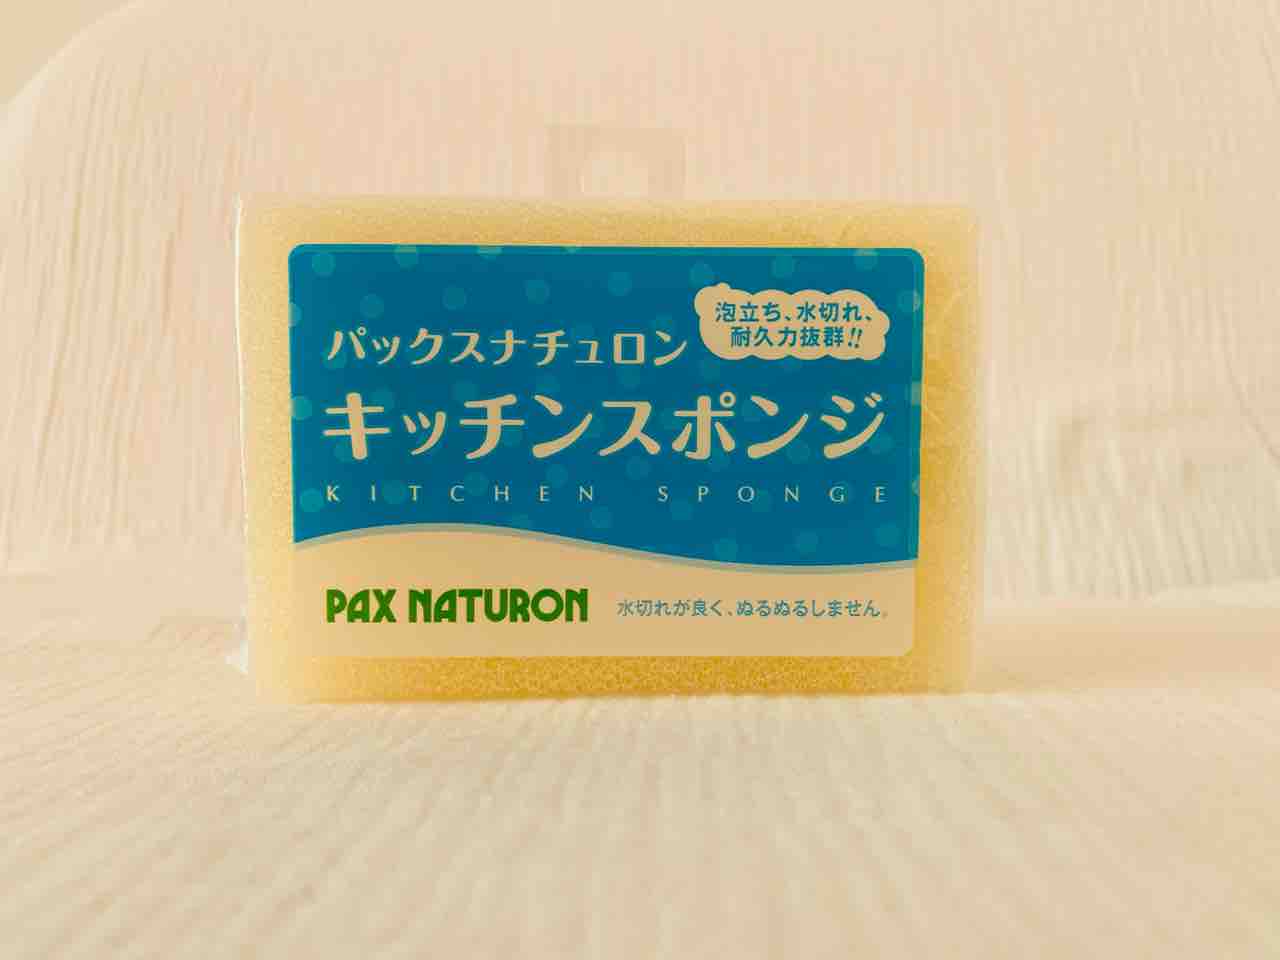 泡立ち、水切れ、
耐久力抜群!!
パックスナチュロン
キッチンスポンジ
KITCHEN SPONGE
PAX NATURON
水切れが良く、ぬるぬるしません。